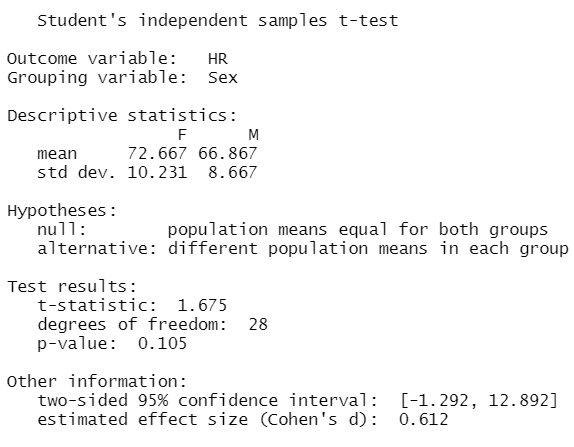 Student's independent samples t-test
Outcome variable: HR
Grouping variable: Sex
Descriptive statistics:
F M
mean 72.667 66.867
std dev. 10.231 8.667
Hypotheses:
null: population means equal for both groups
alternative: different population means in each group
Test results:
t-statistic: 1.675
degrees of freedom: 28
p-value: 0.105
Other information:
two-sided 95% confidence interval: [-1.292, 12.892]
estimated effect size (Cohen's d): 0.612